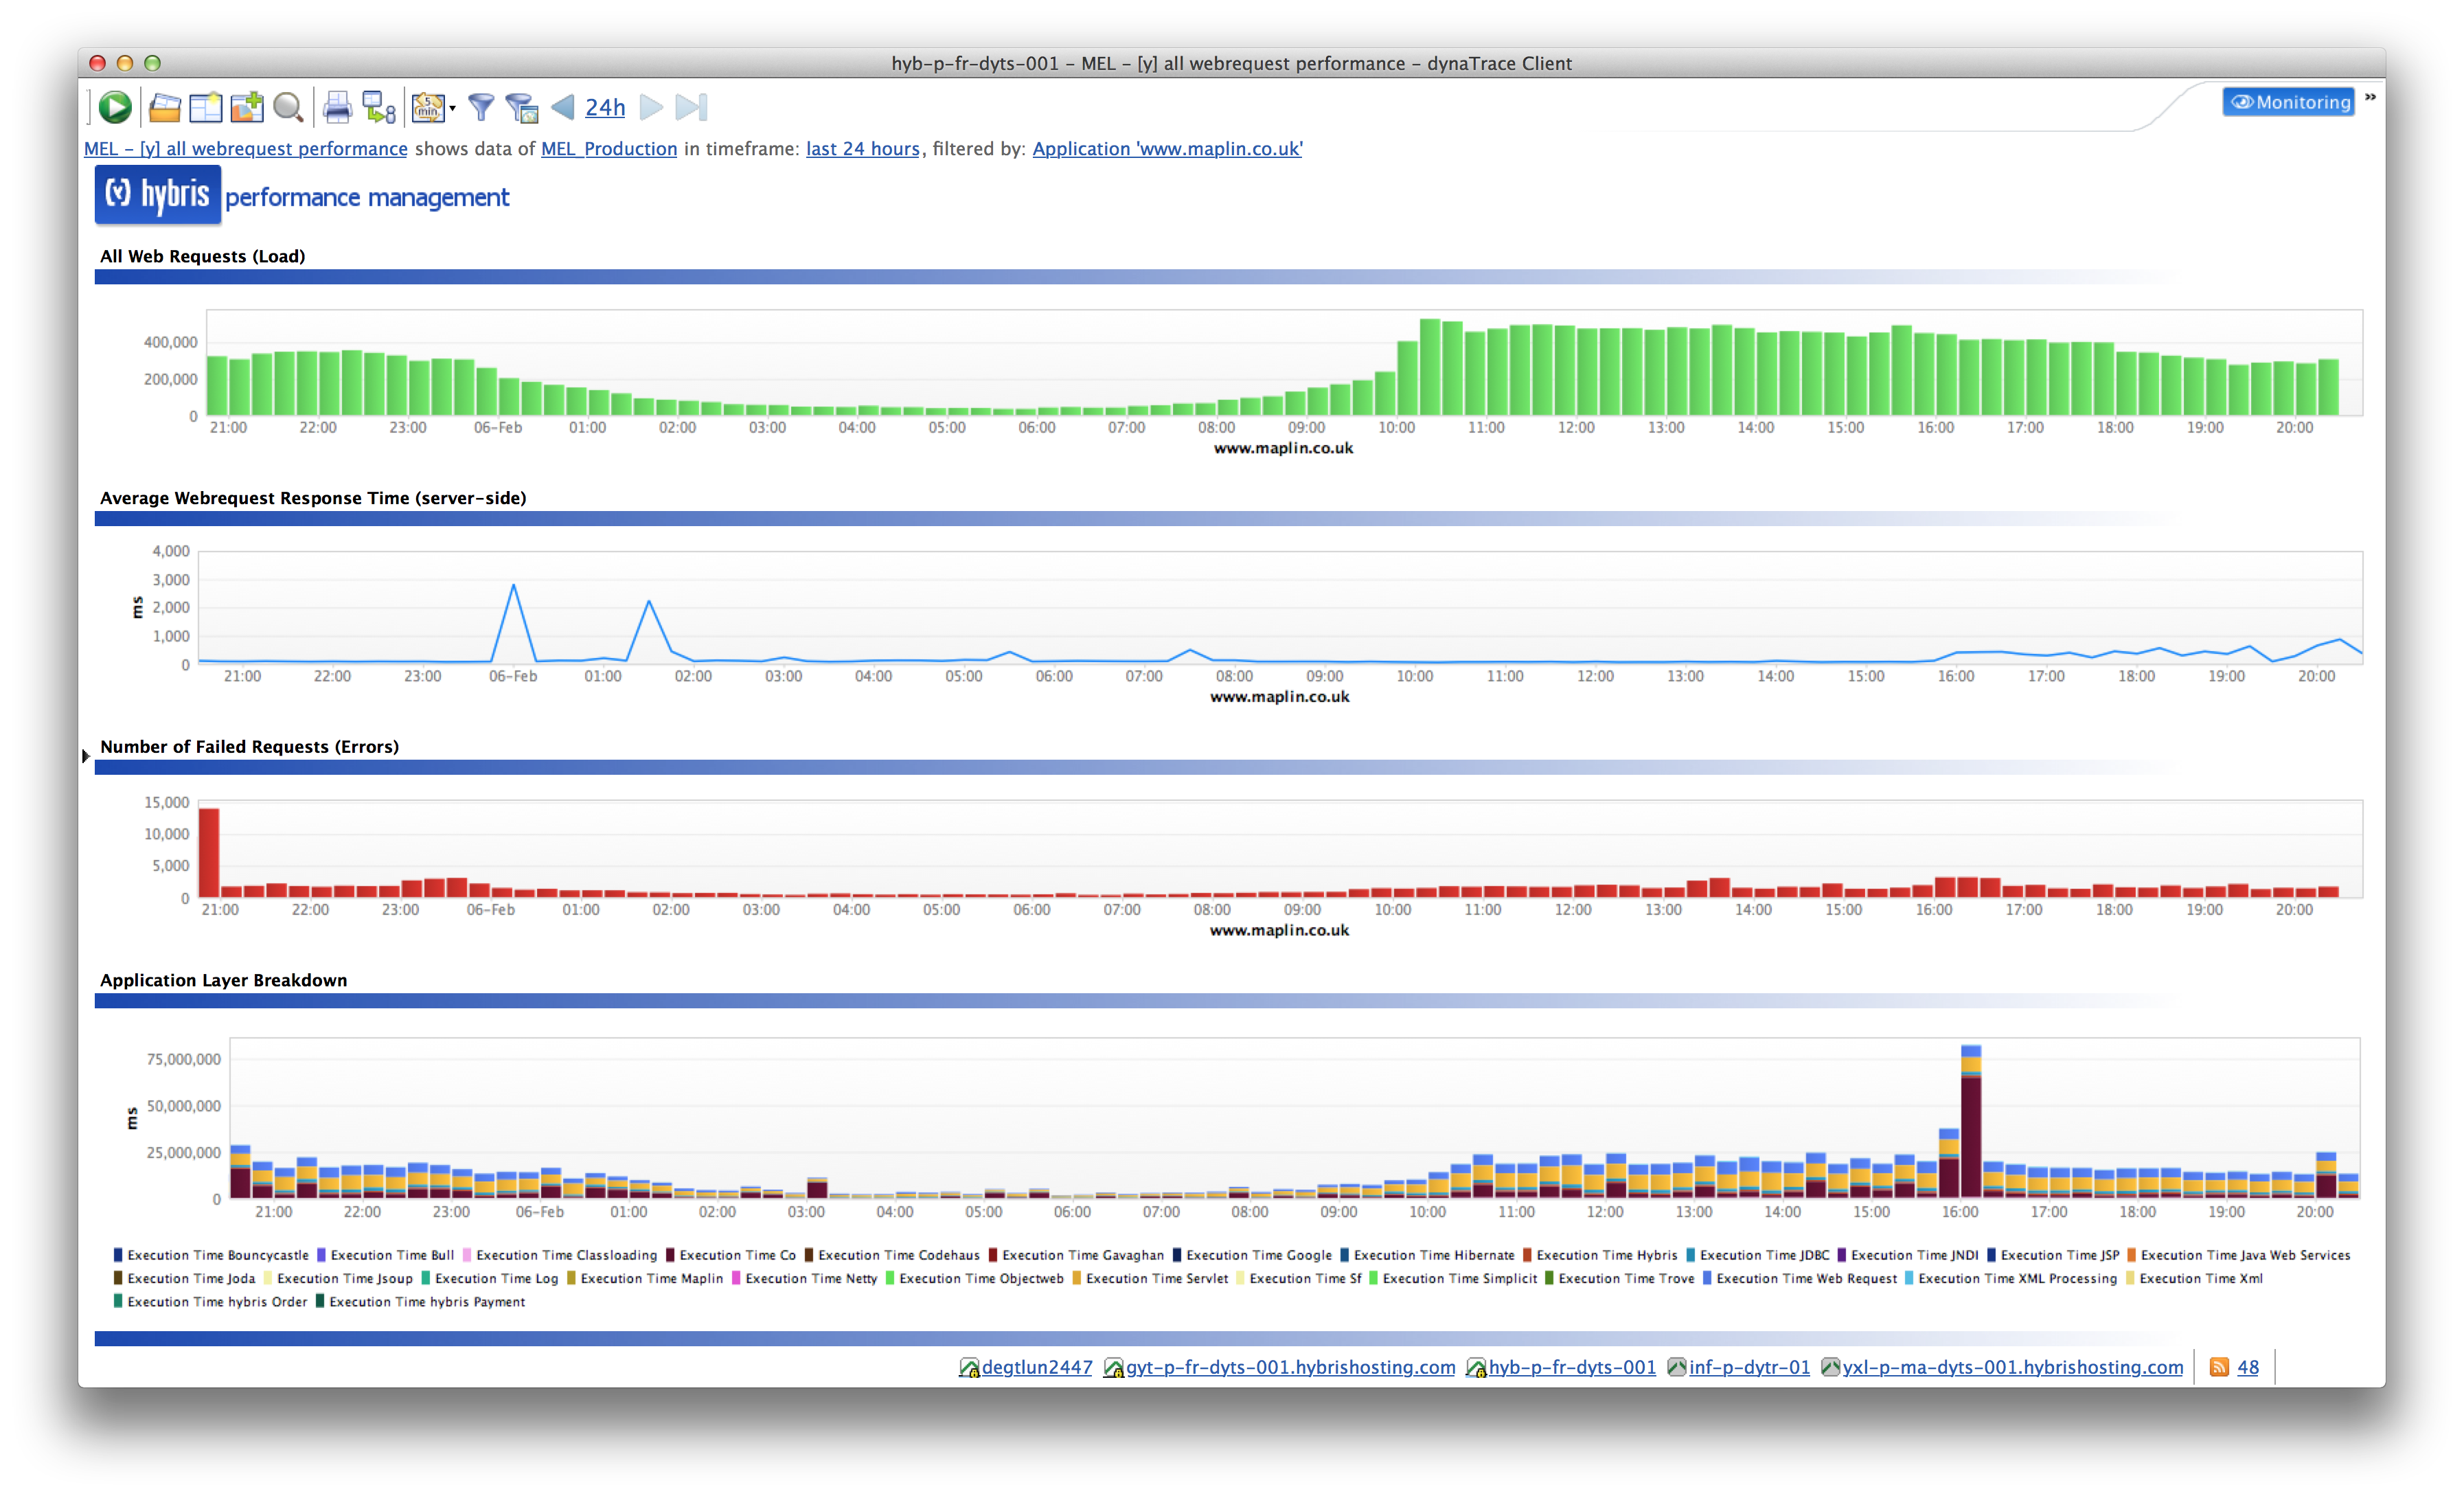 hyb-p-fr-dyts-001 – MEL – [y] all webrequest performance – dynaTrace Client
5 min 24h Monitoring »
MEL – [y] all webrequest performance shows data of MEL Production in timeframe: last 24 hours, filtered by: Application 'www.maplin.co.uk'
(y) hybris performance management
All Web Requests (Load)
400,000
200,000
0
21:00 22:00 23:00 06-Feb 01:00 02:00 03:00 04:00 05:00 06:00 07:00 08:00 09:00 10:00 11:00 12:00 13:00 14:00 15:00 16:00 17:00 18:00 19:00 20:00
www.maplin.co.uk
Average Webrequest Response Time (server-side)
4,000
3,000
2,000
1,000
0
ms
21:00 22:00 23:00 06-Feb 01:00 02:00 03:00 04:00 05:00 06:00 07:00 08:00 09:00 10:00 11:00 12:00 13:00 14:00 15:00 16:00 17:00 18:00 19:00 20:00
www.maplin.co.uk
Number of Failed Requests (Errors)
15,000
10,000
5,000
0
21:00 22:00 23:00 06-Feb 01:00 02:00 03:00 04:00 05:00 06:00 07:00 08:00 09:00 10:00 11:00 12:00 13:00 14:00 15:00 16:00 17:00 18:00 19:00 20:00
www.maplin.co.uk
Application Layer Breakdown
75,000,000
50,000,000
25,000,000
0
ms
21:00 22:00 23:00 06-Feb 01:00 02:00 03:00 04:00 05:00 06:00 07:00 08:00 09:00 10:00 11:00 12:00 13:00 14:00 15:00 16:00 17:00 18:00 19:00 20:00
Execution Time Bouncycastle Execution Time Bull Execution Time Classloading Execution Time Co Execution Time Codehaus Execution Time Gavaghan Execution Time Google Execution Time Hibernate Execution Time Hybris Execution Time JDBC Execution Time JNDI Execution Time JSP Execution Time Java Web Services
Execution Time Joda Execution Time Jsoup Execution Time Log Execution Time Maplin Execution Time Netty Execution Time Objectweb Execution Time Servlet Execution Time Sf Execution Time Simplicit Execution Time Trove Execution Time Web Request Execution Time XML Processing Execution Time Xml
Execution Time hybris Order Execution Time hybris Payment
degtlun2447 gyt-p-fr-dyts-001.hybrishosting.com hyb-p-fr-dyts-001 inf-p-dytr-01 yxl-p-ma-dyts-001.hybrishosting.com 48